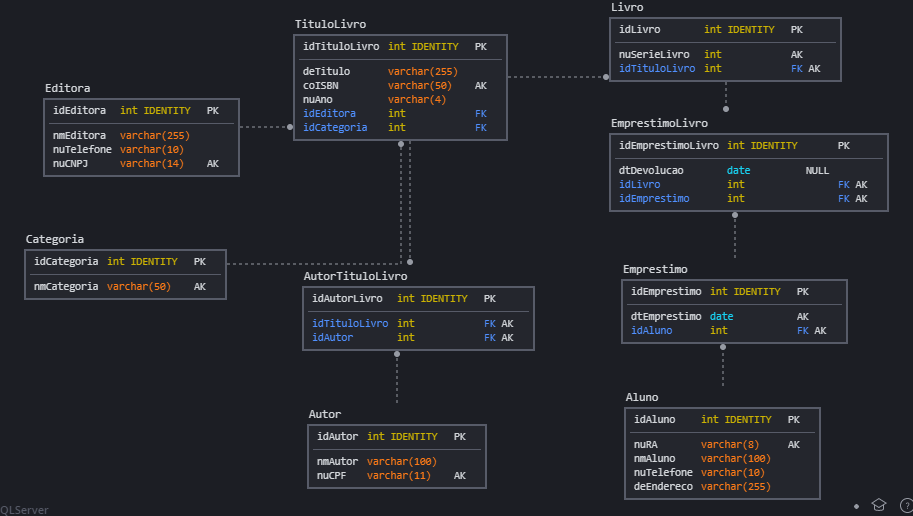 TituloLivro
idTituloLivro int IDENTITY PK
deTitulo varchar(255)
coISBN varchar(50) AK
nuAno varchar(4)
idEditora int FK
idCategoria int FK
Livro
idLivro int IDENTITY PK
nuSerieLivro int AK
idTituloLivro int FK AK
Editora
idEditora int IDENTITY PK
nmEditora varchar(255)
nuTelefone varchar(10)
nuCNPJ varchar(14) AK
EmprestimoLivro
idEmprestimoLivro int IDENTITY PK
dtDevolucao date NULL
idLivro int FK AK
idEmprestimo int FK AK
Categoria
idCategoria int IDENTITY PK
nmCategoria varchar(50) AK
AutorTituloLivro
idAutorLivro int IDENTITY PK
idTituloLivro int FK AK
idAutor int FK AK
Emprestimo
idEmprestimo int IDENTITY PK
dtEmprestimo date AK
idAluno int FK AK
Autor
idAutor int IDENTITY PK
nmAutor varchar(100)
nuCPF varchar(11) AK
Aluno
idAluno int IDENTITY PK
nuRA varchar(8) AK
nmAluno varchar(100)
nuTelefone varchar(10)
deEndereco varchar(255)
QLServer
?